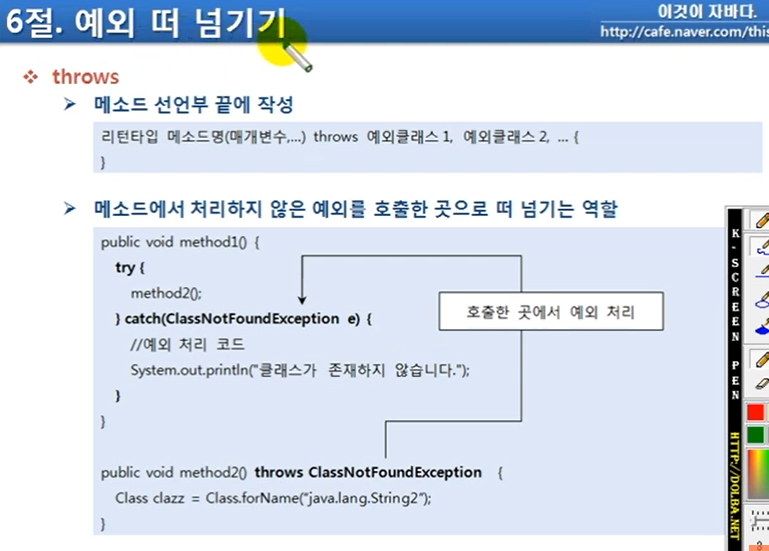 6절. 예외 떠 넘기기
이것이 자바다.
http://cafe.naver.com/this
throws
메소드 선언부 끝에 작성
리턴타입 메소드명(매개변수,...) throws 예외클래스1, 예외클래스2, ... {
}
메소드에서 처리하지 않은 예외를 호출한 곳으로 떠 넘기는 역할
public void method1() {
try {
method2();
} catch(ClassNotFoundException e) {
//예외 처리 코드
System.out.println("클래스가 존재하지 않습니다.");
}
}
호출한 곳에서 예외 처리
public void method2() throws ClassNotFoundException {
Class clazz = Class.forName("java.lang.String2");
}
K-SCREEN PEN HTTP://DOLBA.NET